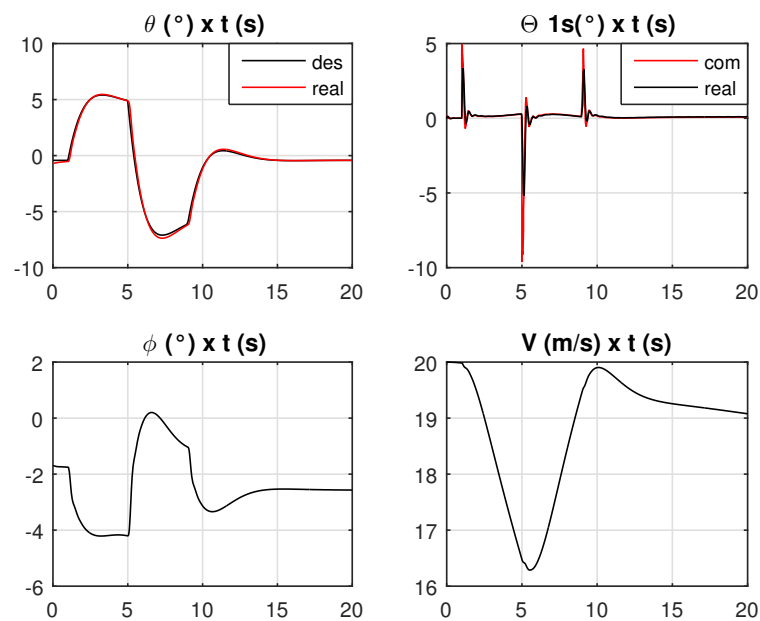 θ (°) x t (s)
10
5
0
-5
-10
0 5 10 15 20
des
real
Θ 1s(°) x t (s)
5
0
-5
-10
0 5 10 15 20
com
real
ϕ (°) x t (s)
2
0
-2
-4
-6
0 5 10 15 20
V (m/s) x t (s)
20
19
18
17
16
0 5 10 15 20